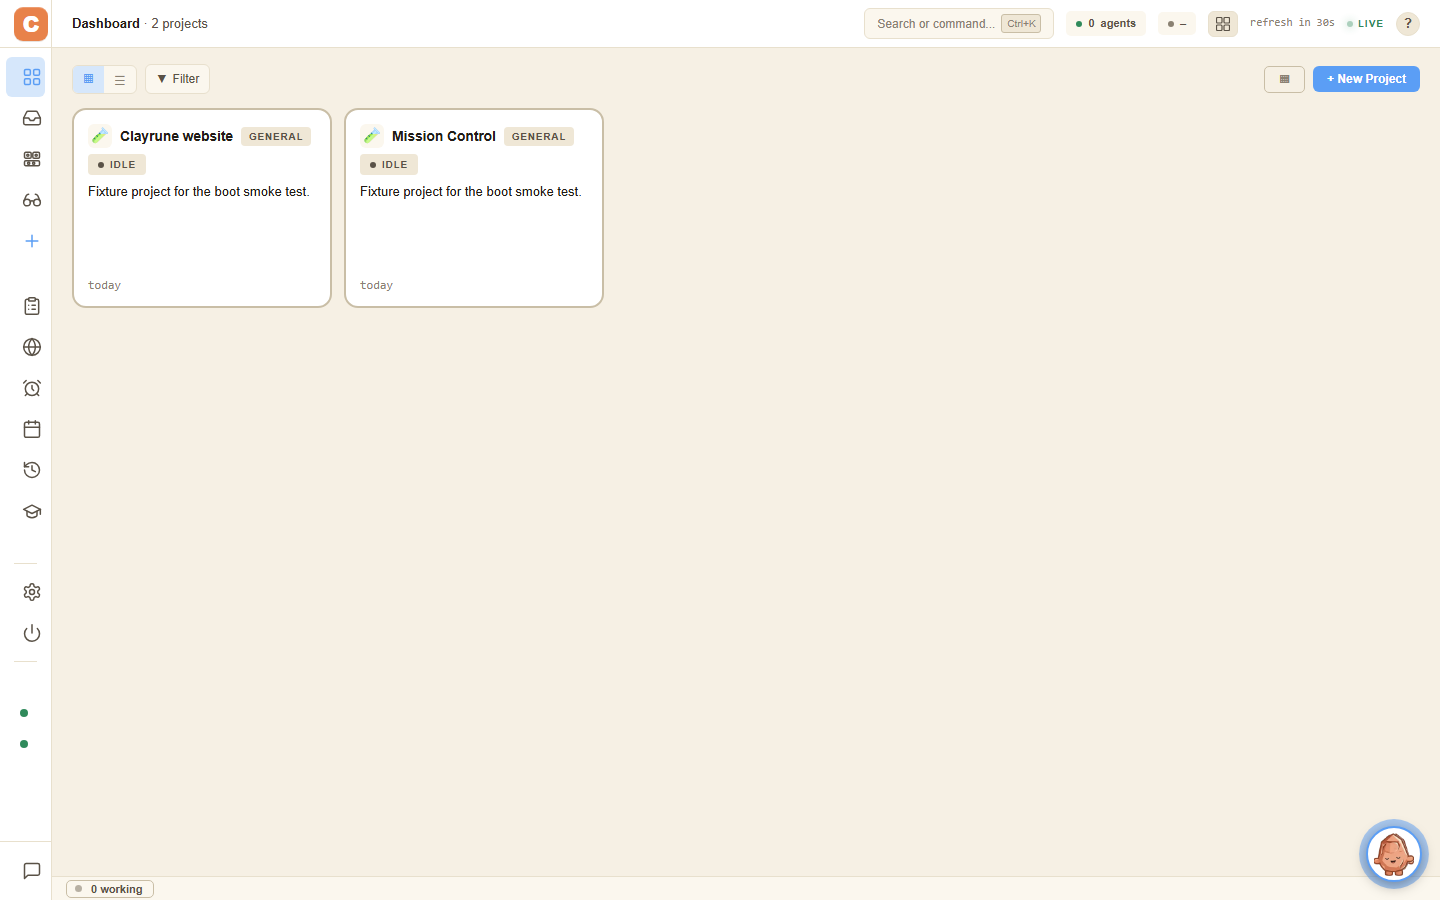 C
Dashboard · 2 projects
Search or command... Ctrl+K
0 agents
–
refresh in 30s
LIVE
?
Filter
+ New Project
Clayrune website GENERAL
IDLE
Fixture project for the boot smoke test.
today
Mission Control GENERAL
IDLE
Fixture project for the boot smoke test.
today
0 working